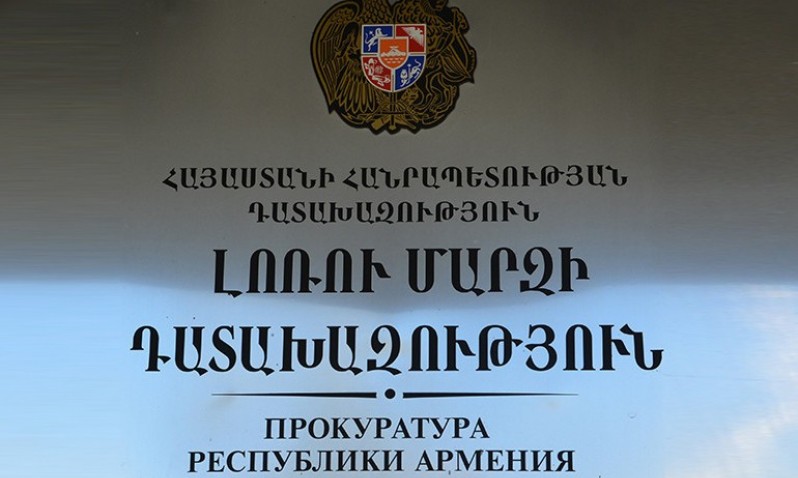 ՀԱՅԱՍՏԱՆԻ ՀԱՆՐԱՊԵՏՈՒԹՅԱՆ
ԴԱՏԱԽԱԶՈՒԹՅՈՒՆ
ԼՈՌՈՒ ՄԱՐԶԻ
ԴԱՏԱԽԱԶՈՒԹՅՈՒՆ
ПРОКУРАТУРА
РЕСПУБЛИКИ АРМЕНИЯ